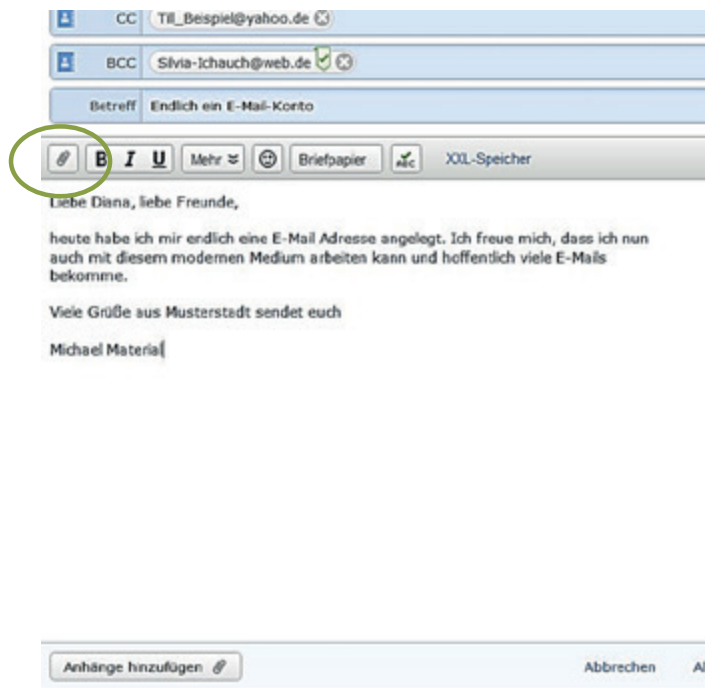 CC Till_Beispiel@yahoo.de
BCC Silvia-Ichauch@web.de
Betreff Endlich ein E-Mail-Konto
B I U Mehr Briefpapier ABC XXL-Speicher
Liebe Diana, liebe Freunde,
heute habe ich mir endlich eine E-Mail Adresse angelegt. Ich freue mich, dass ich nun
auch mit diesem modernen Medium arbeiten kann und hoffentlich viele E-Mails
bekomme.
Viele Grüße aus Musterstadt sendet euch
Michael Material
Anhänge hinzufügen Abbrechen